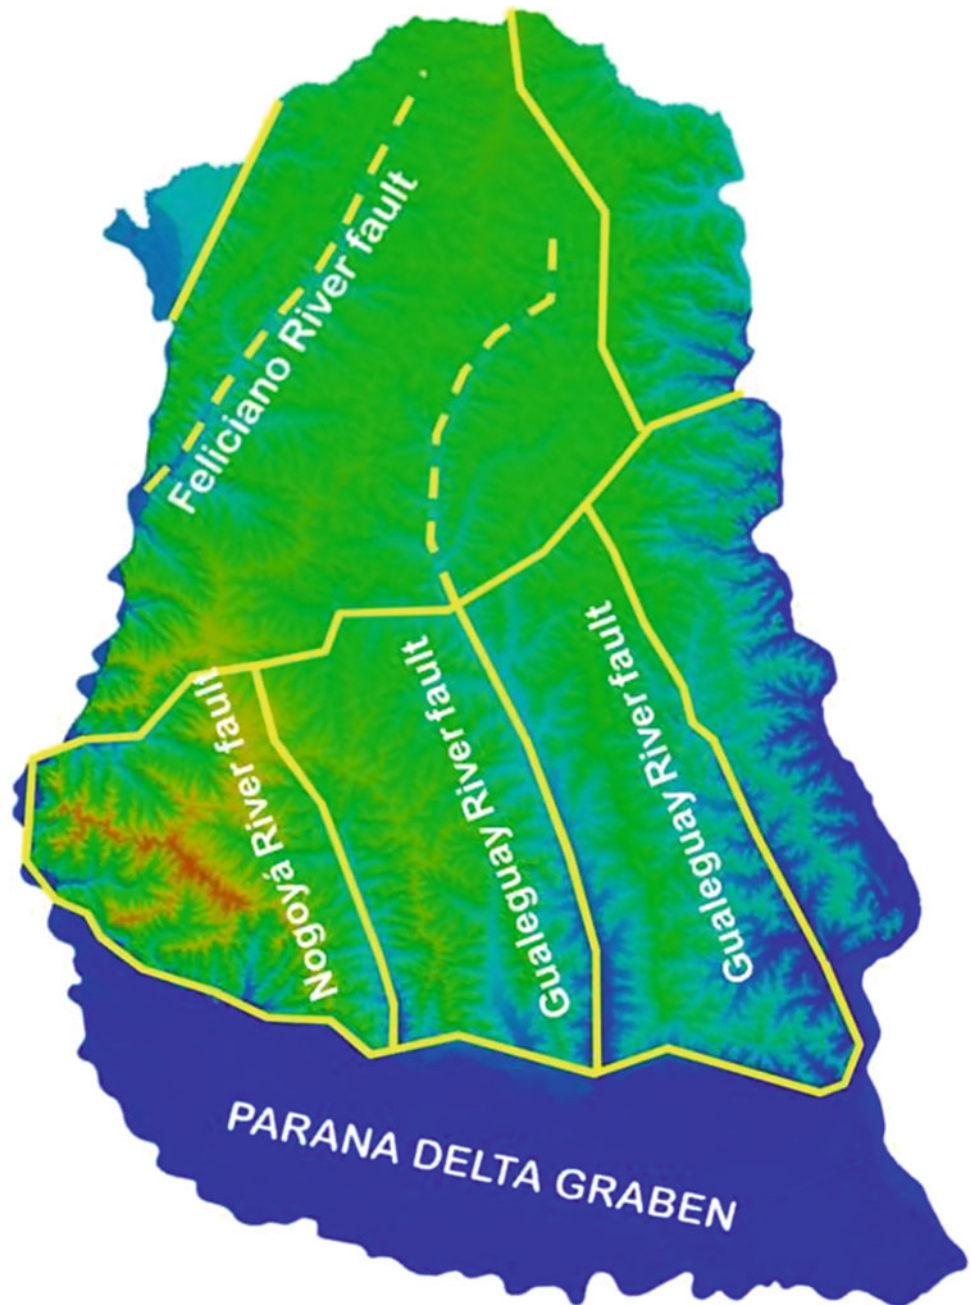 Feliciano River fault
Nogoyá River fault
Gualeguay River fault
Gualeguay River fault
PARANA DELTA GRABEN